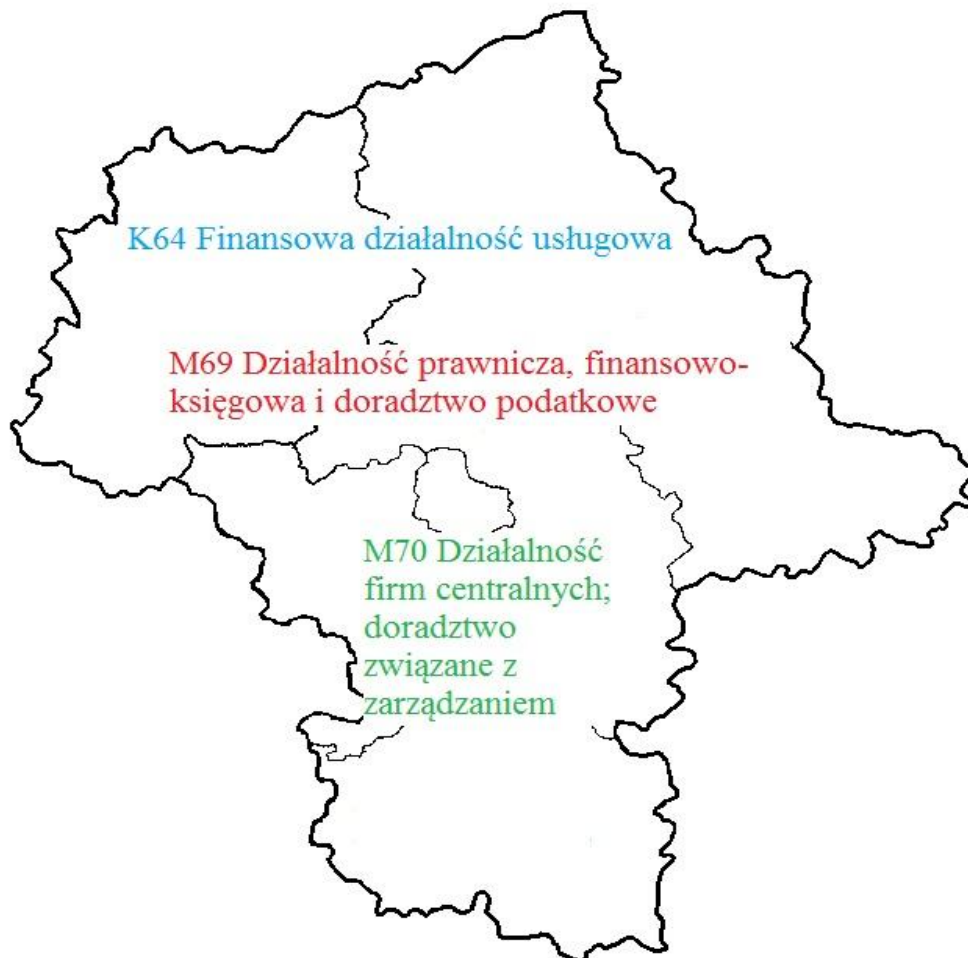 K64 Finansowa działalność usługowa
M69 Działalność prawnicza, finansowo-
księgowa i doradztwo podatkowe
M70 Działalność
firm centralnych;
doradztwo
związane z
zarządzaniem